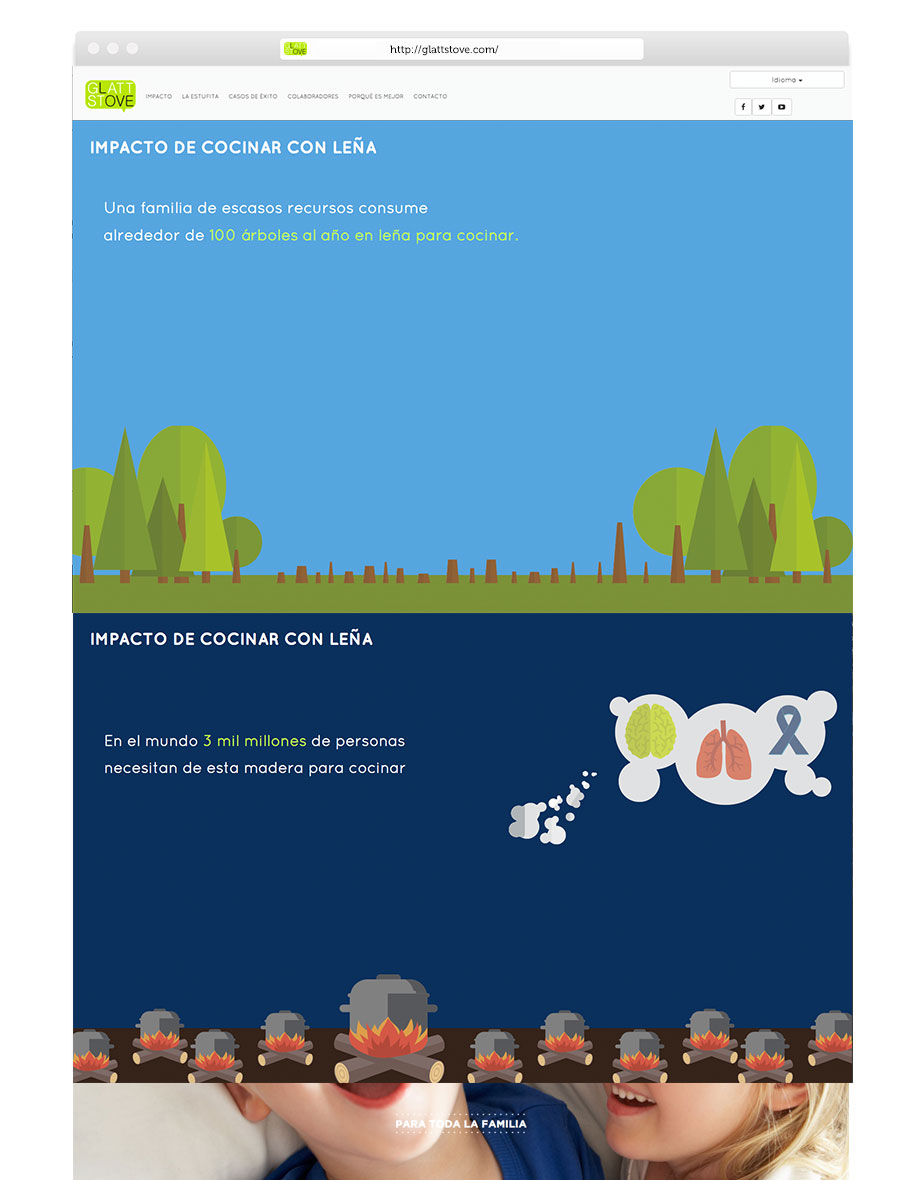 GLATT
STOVE
http://glattstove.com/
GLATT
STOVE
IMPACTO LA ESTUFITA CASOS DE ÉXITO COLABORADORES PORQUÉ ES MEJOR CONTACTO
Idioma
IMPACTO DE COCINAR CON LEÑA
Una familia de escasos recursos consume
alrededor de 100 árboles al año en leña para cocinar.
IMPACTO DE COCINAR CON LEÑA
En el mundo 3 mil millones de personas
necesitan de esta madera para cocinar
PARA TODA LA FAMILIA